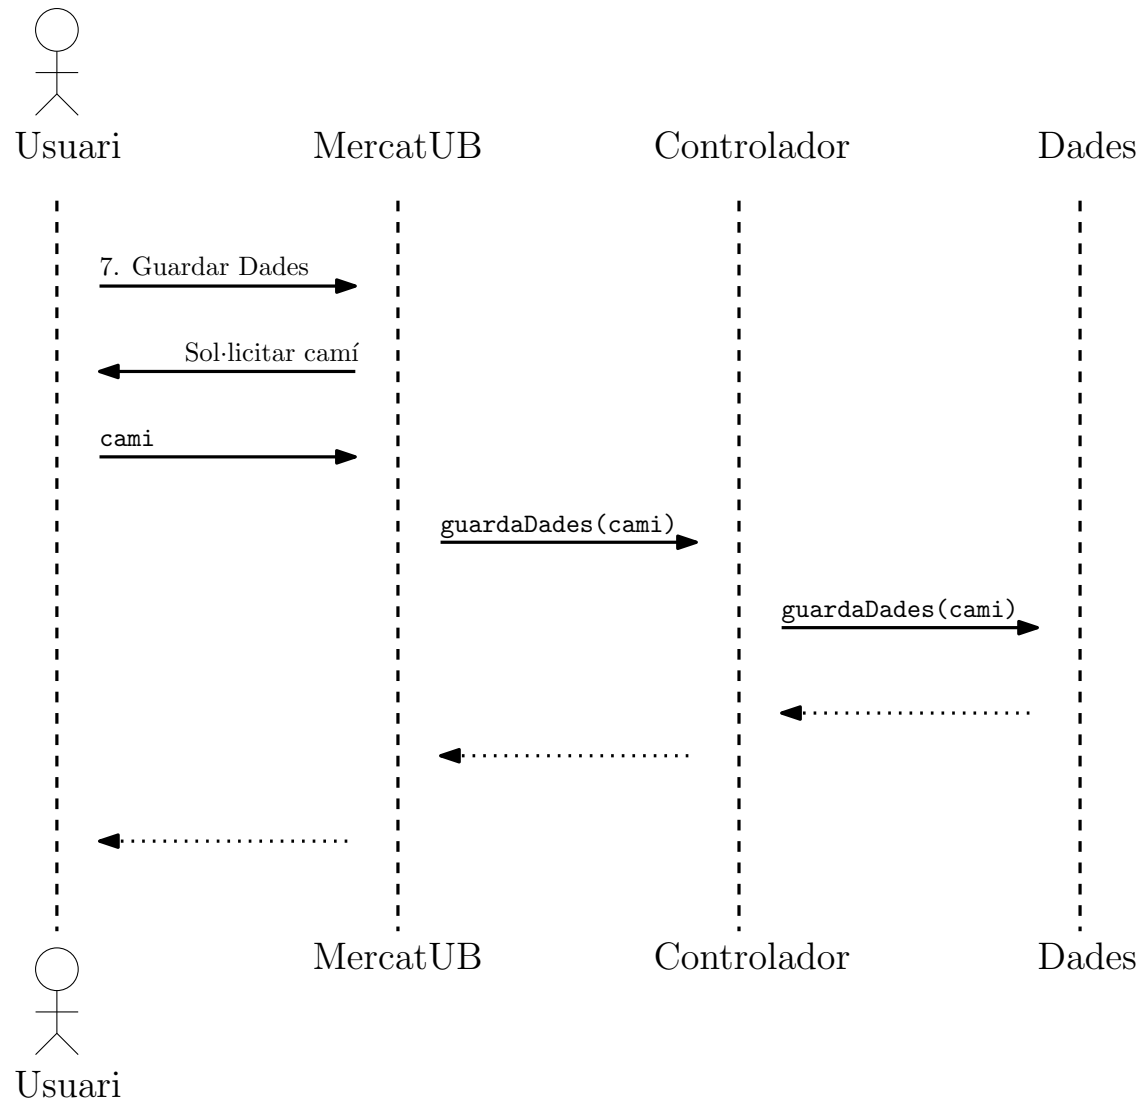 Usuari
MercatUB
Controlador
Dades
7. Guardar Dades
Sol·licitar camí
cami
guardaDades(cami)
guardaDades(cami)
MercatUB
Controlador
Dades
Usuari